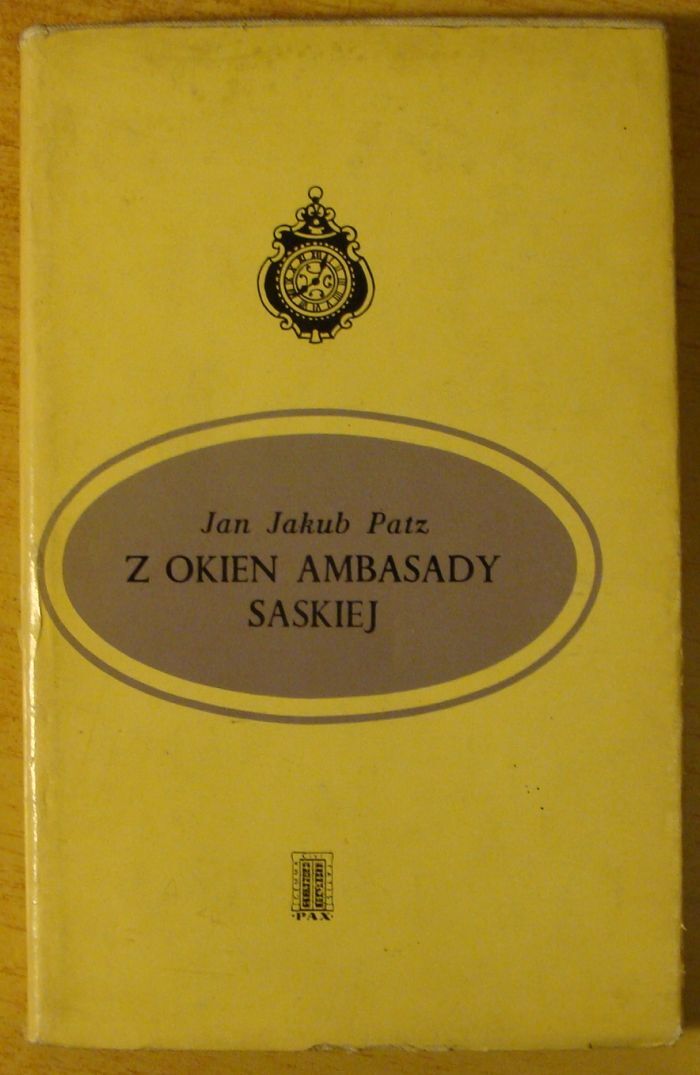 Jan Jakub Patz
Z OKIEN AMBASADY
SASKIEJ
·PAX·